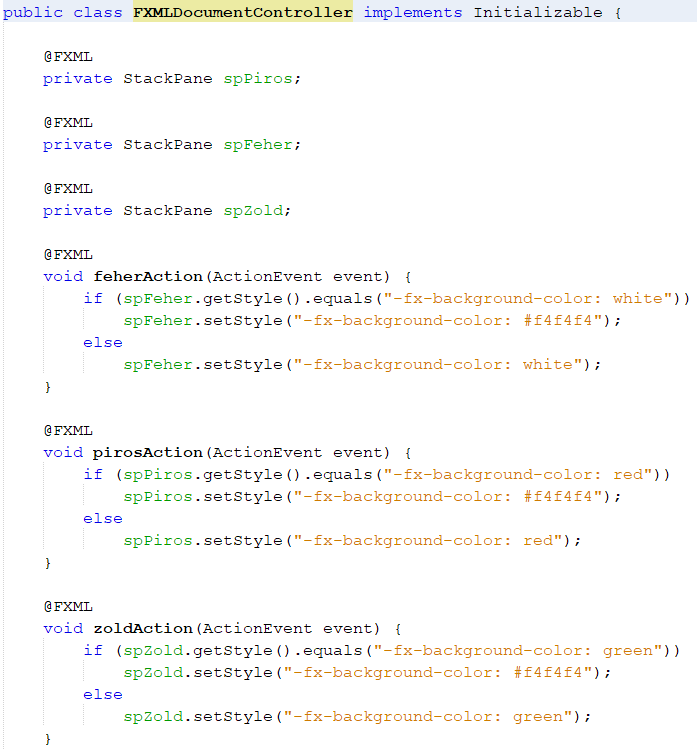 public class FXMLDocumentController implements Initializable {
@FXML
private StackPane spPiros;
@FXML
private StackPane spFeher;
@FXML
private StackPane spZold;
@FXML
void feherAction(ActionEvent event) {
if (spFeher.getStyle().equals("-fx-background-color: white"))
spFeher.setStyle("-fx-background-color: #f4f4f4");
else
spFeher.setStyle("-fx-background-color: white");
}
@FXML
void pirosAction(ActionEvent event) {
if (spPiros.getStyle().equals("-fx-background-color: red"))
spPiros.setStyle("-fx-background-color: #f4f4f4");
else
spPiros.setStyle("-fx-background-color: red");
}
@FXML
void zoldAction(ActionEvent event) {
if (spZold.getStyle().equals("-fx-background-color: green"))
spZold.setStyle("-fx-background-color: #f4f4f4");
else
spZold.setStyle("-fx-background-color: green");
}